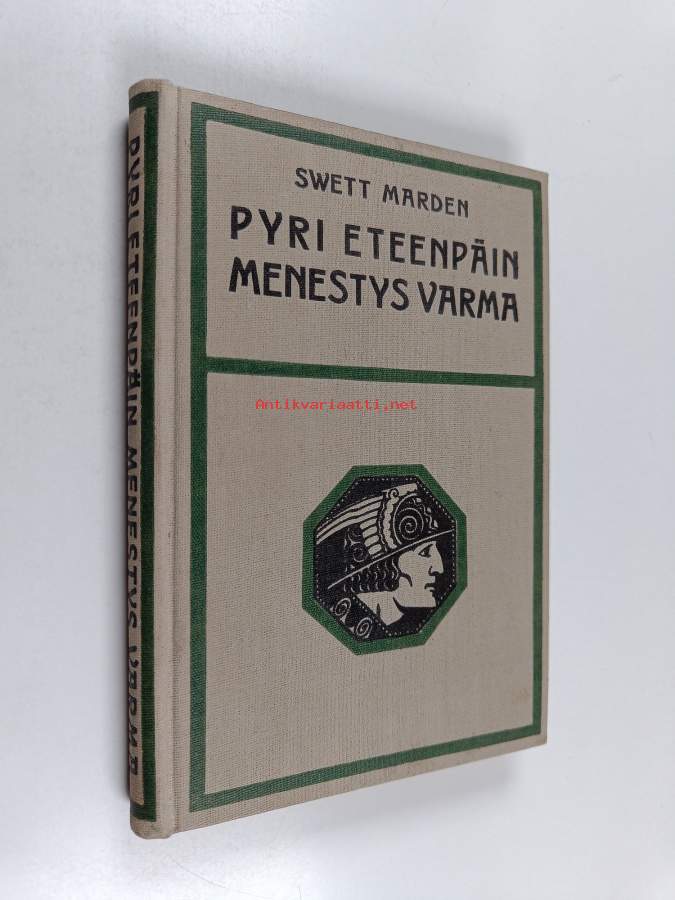 SWETT MARDEN
PYRI ETEENPÄIN
MENESTYS VARMA
Antikvariaatti.net
PYRI ETEENPÄIN MENESTYS VARMA